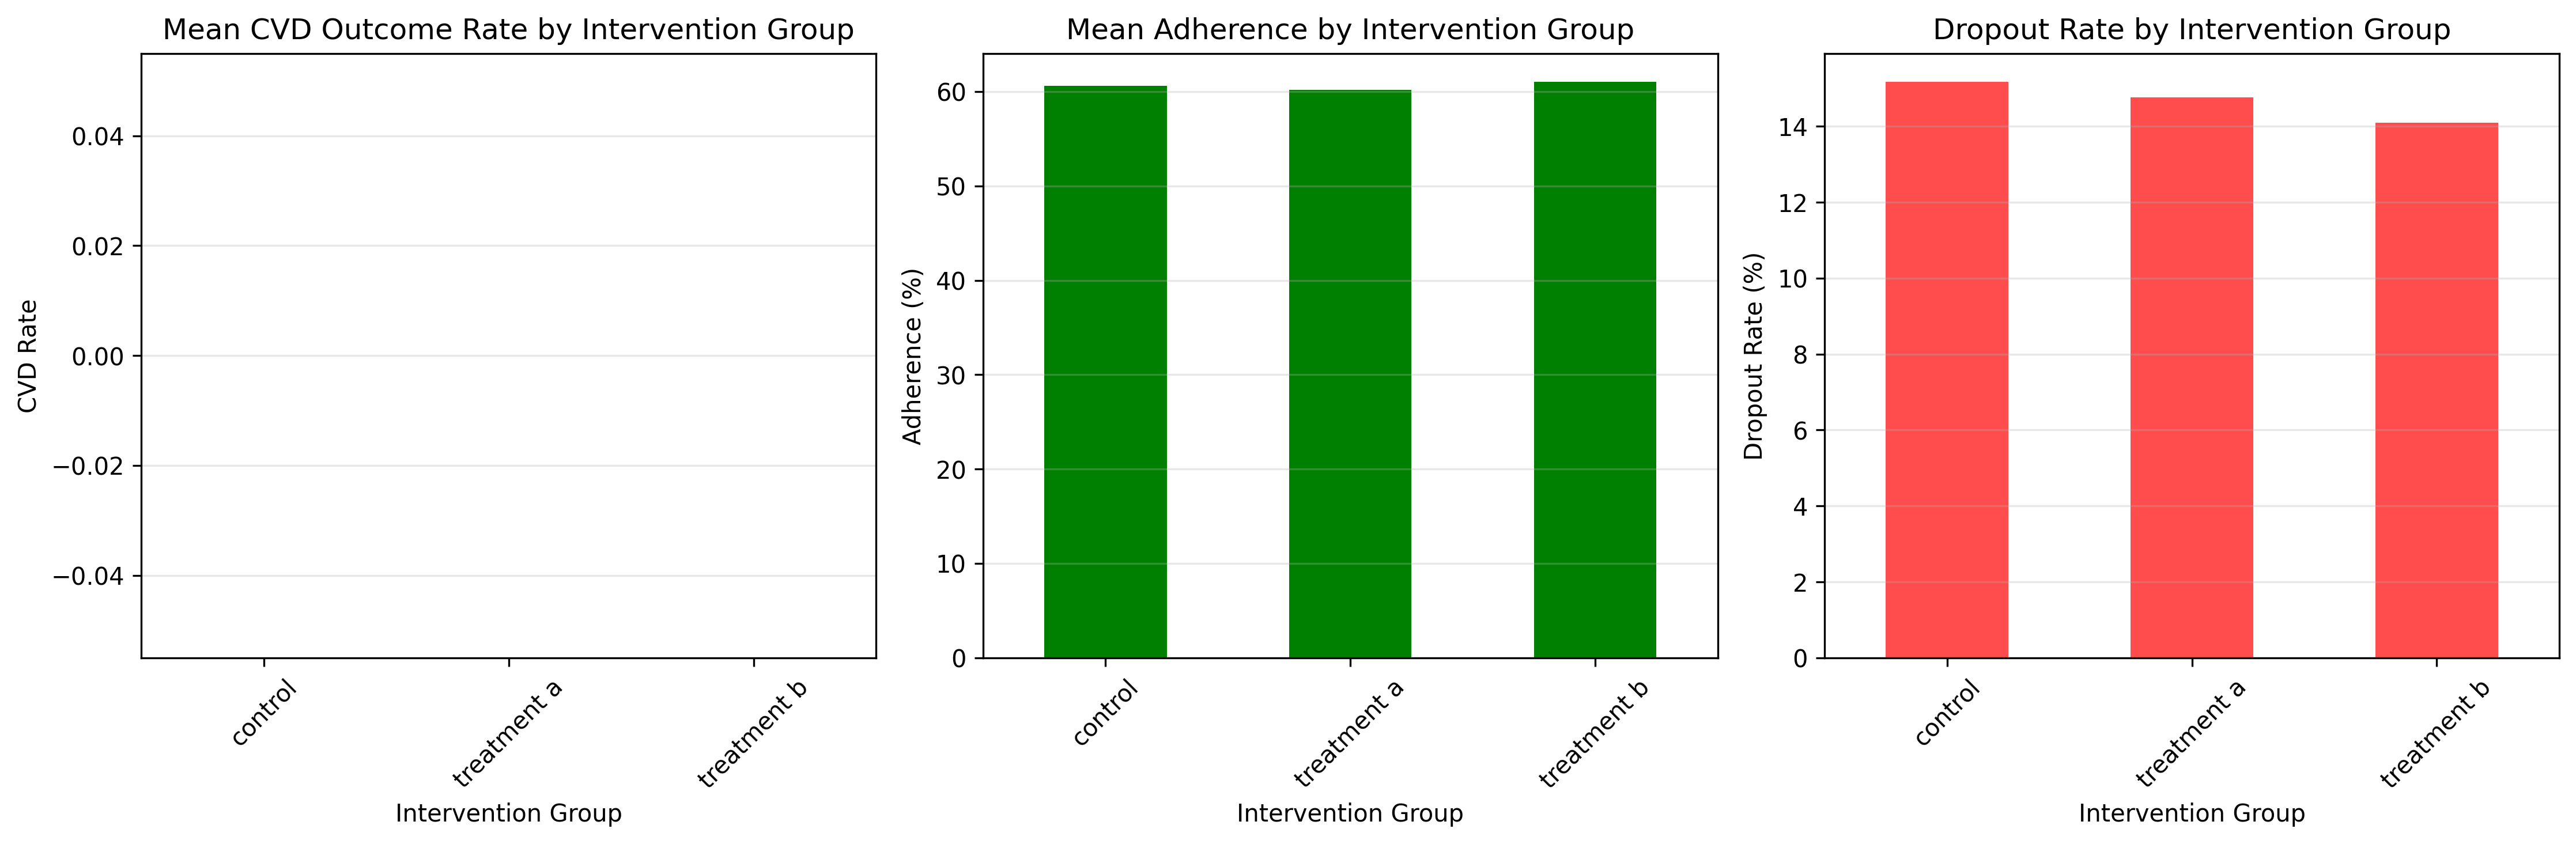 Mean CVD Outcome Rate by Intervention Group
CVD Rate
0.04
0.02
0.00
−0.02
−0.04
control
treatment a
treatment b
Intervention Group
Mean Adherence by Intervention Group
Adherence (%)
60
50
40
30
20
10
0
control
treatment a
treatment b
Intervention Group
Dropout Rate by Intervention Group
Dropout Rate (%)
14
12
10
8
6
4
2
0
control
treatment a
treatment b
Intervention Group